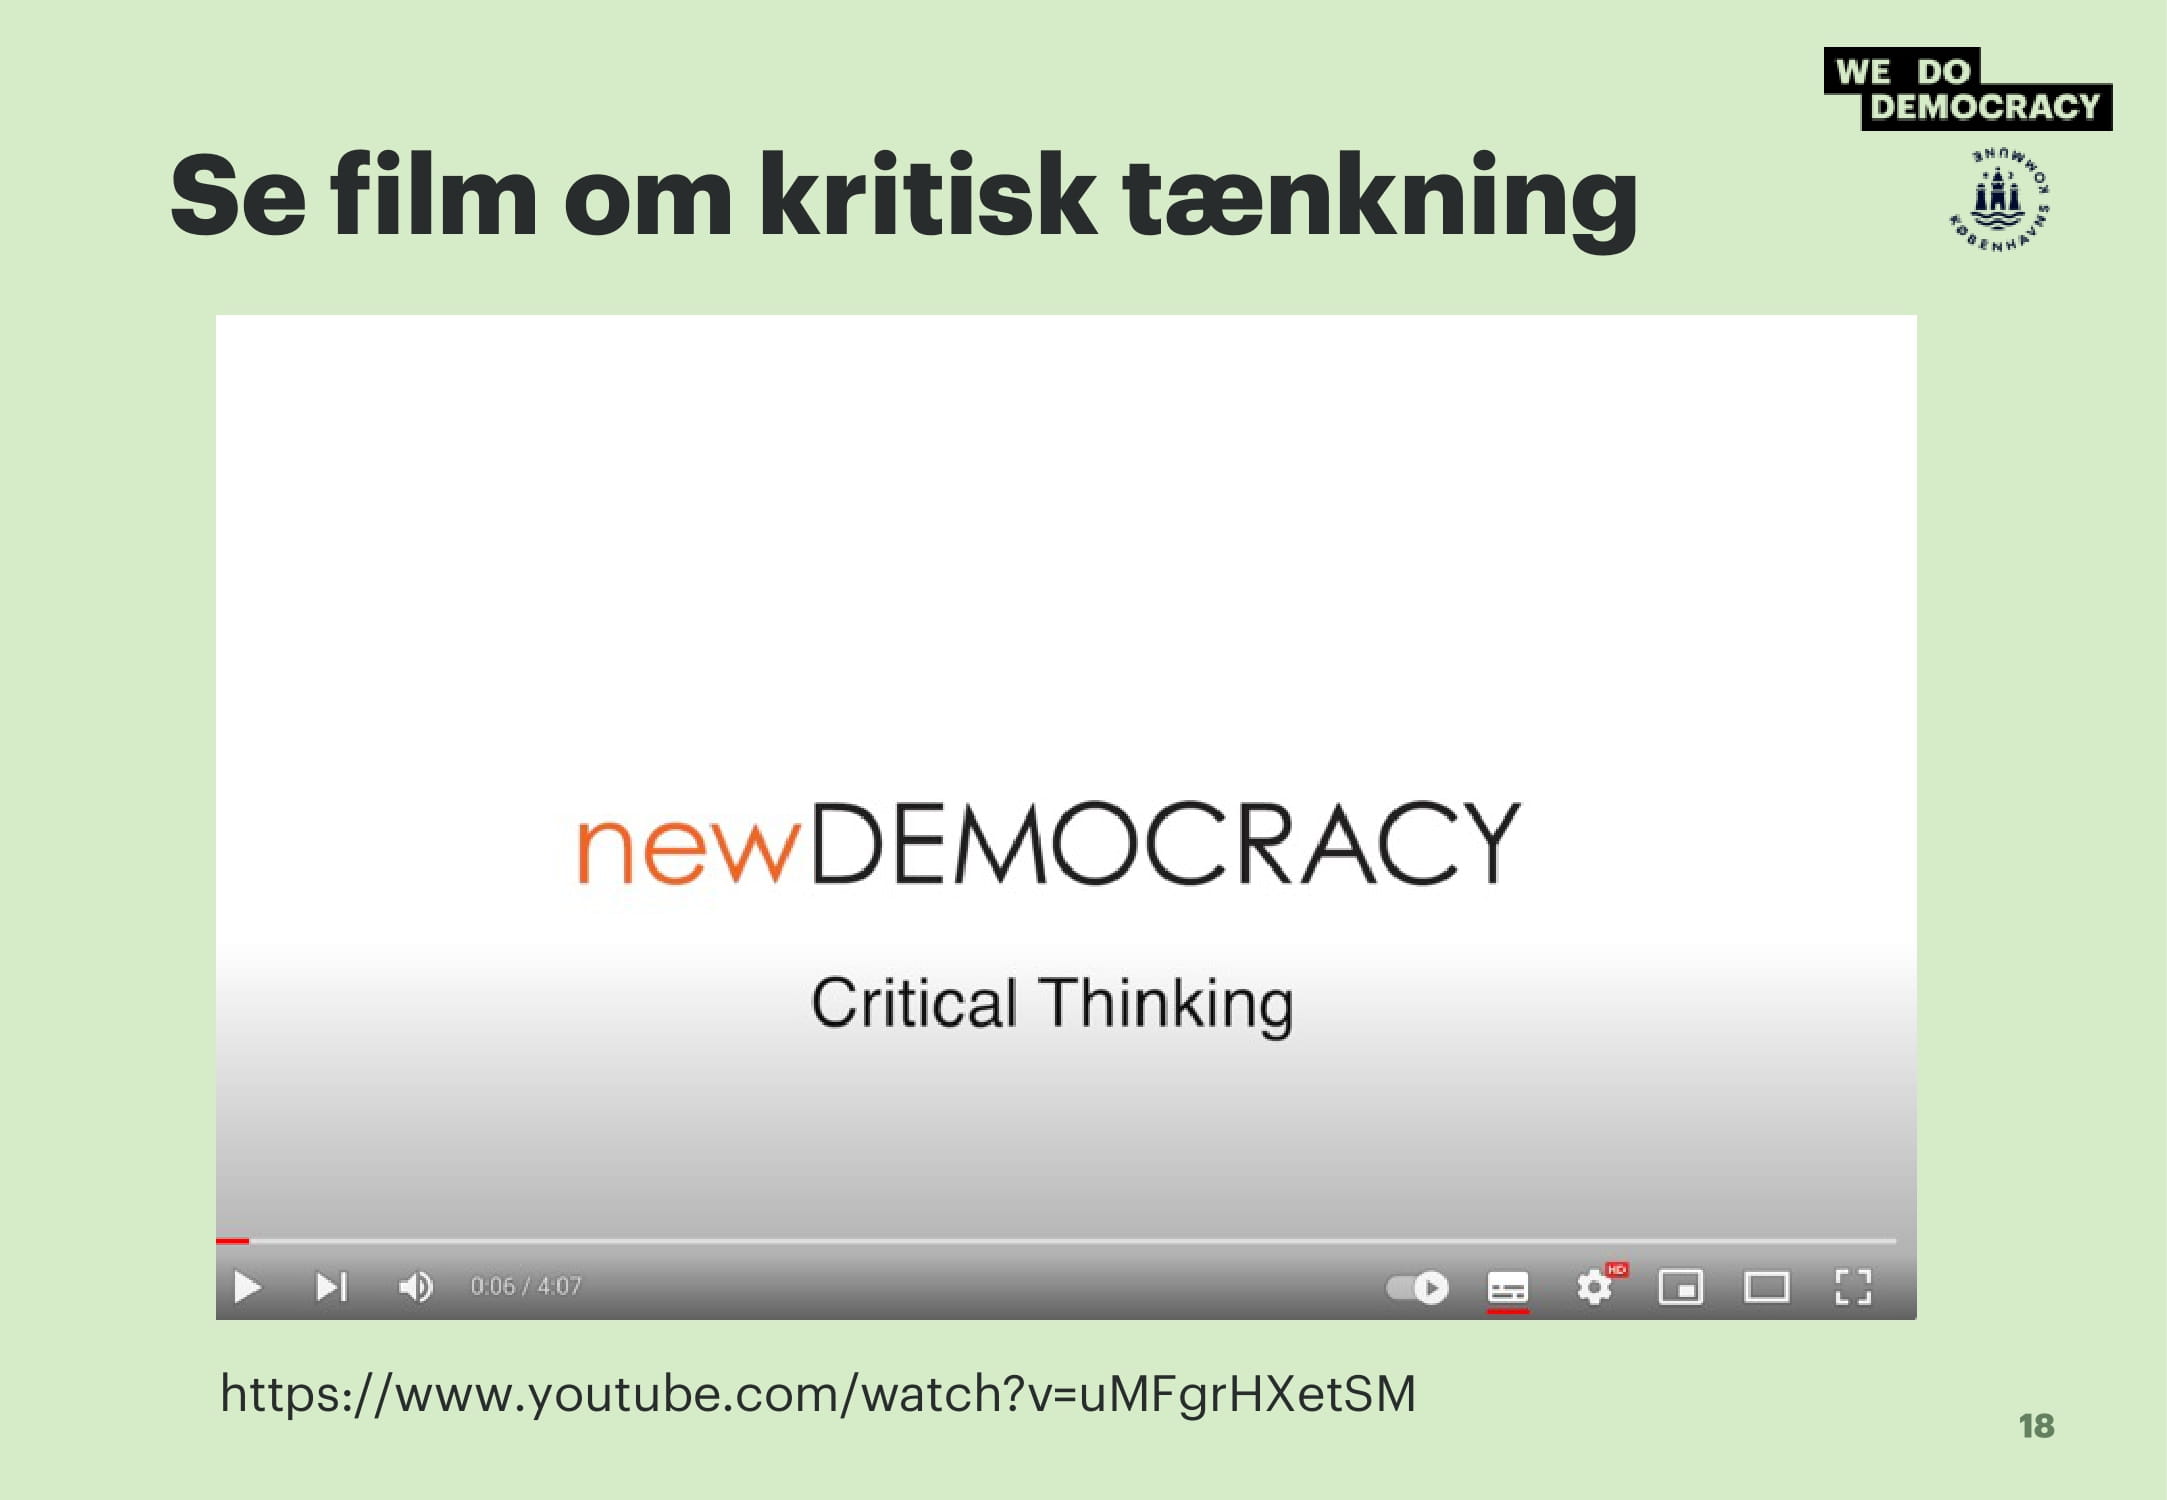 WE DO
DEMOCRACY
KØBENHAVNS KOMMUNE
Se film om kritisk tænkning
newDEMOCRACY
Critical Thinking
0:06 / 4:07
HD
https://www.youtube.com/watch?v=uMFgrHXetSM
18